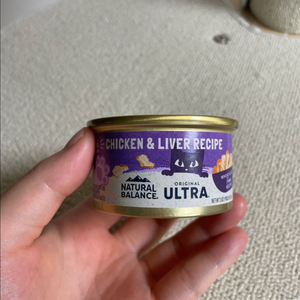 CHICKEN & LIVER RECIPE
NATURAL
BALANCE
ORIGINAL
ULTRA